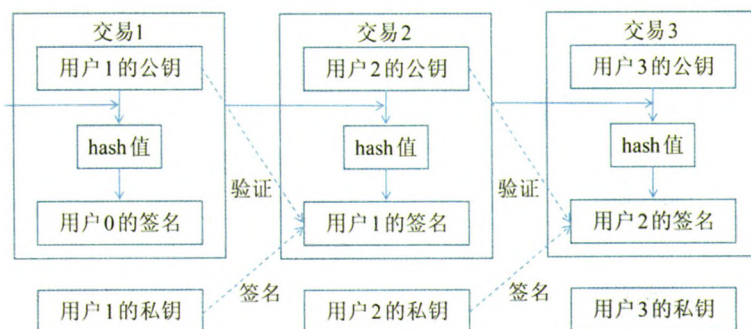 交易1
交易2
交易3
用户1的公钥
用户2的公钥
用户3的公钥
hash值
hash值
hash值
验证
验证
用户0的签名
用户1的签名
用户2的签名
签名
签名
用户1的私钥
用户2的私钥
用户3的私钥